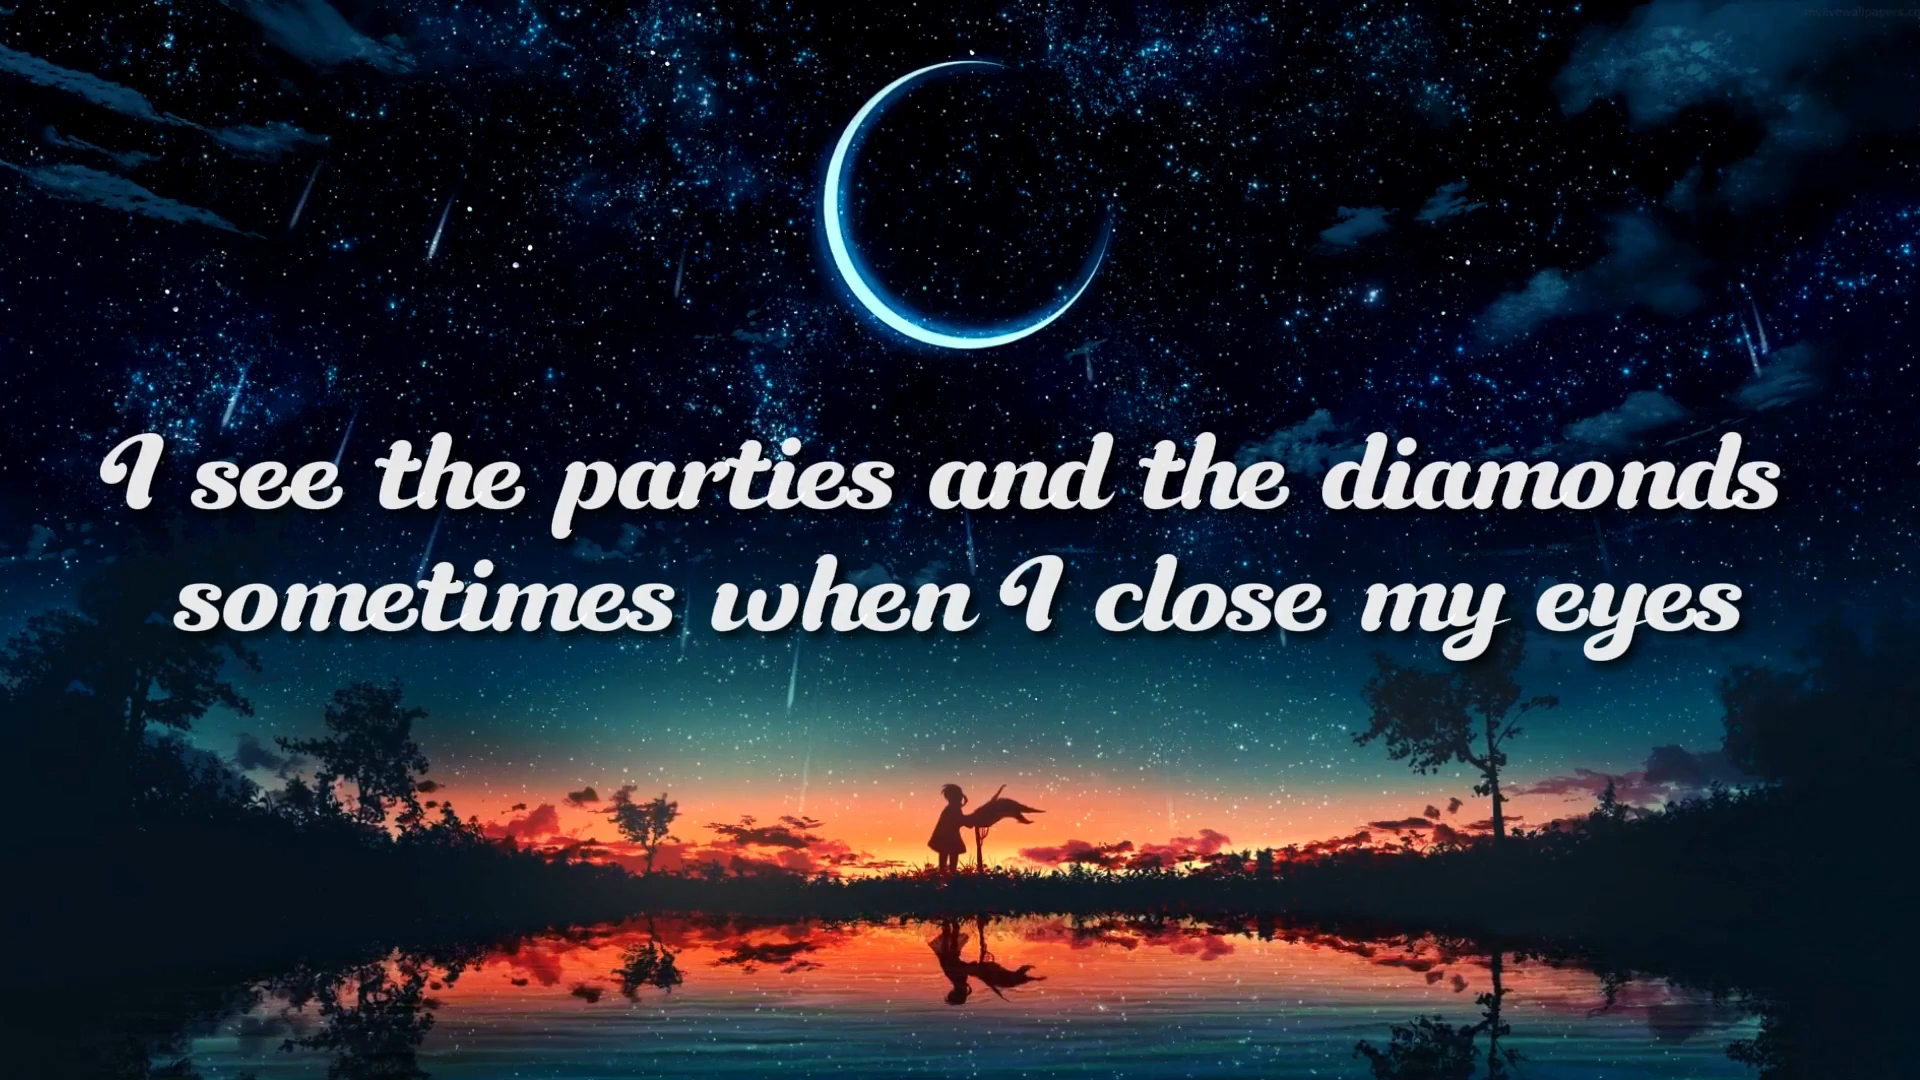 I see the parties and the diamonds
sometimes when I close my eyes